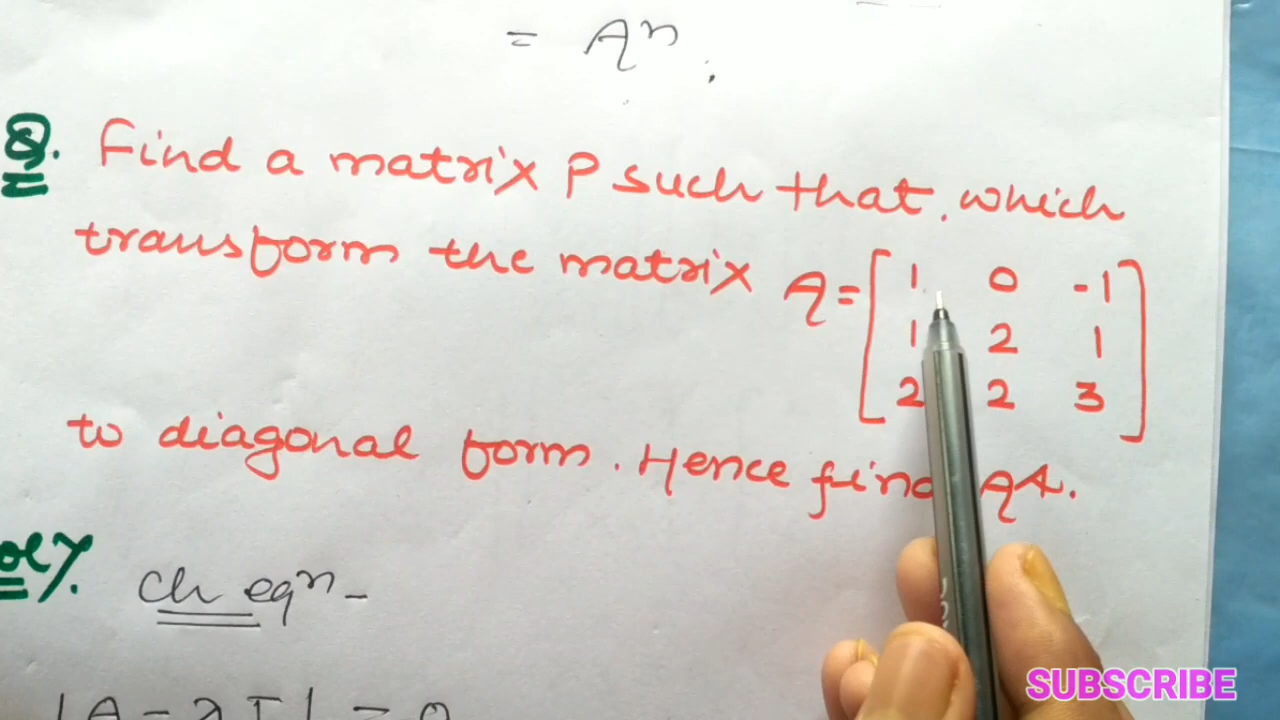 = Aⁿ.
Q. Find a matrix P such that. which
transform the matrix A = [ 1 0 -1
1 2 1
2 2 3 ]
to diagonal form. Hence find A⁴.
Ch eqⁿ -
|A - λI| = 0
SUBSCRIBE